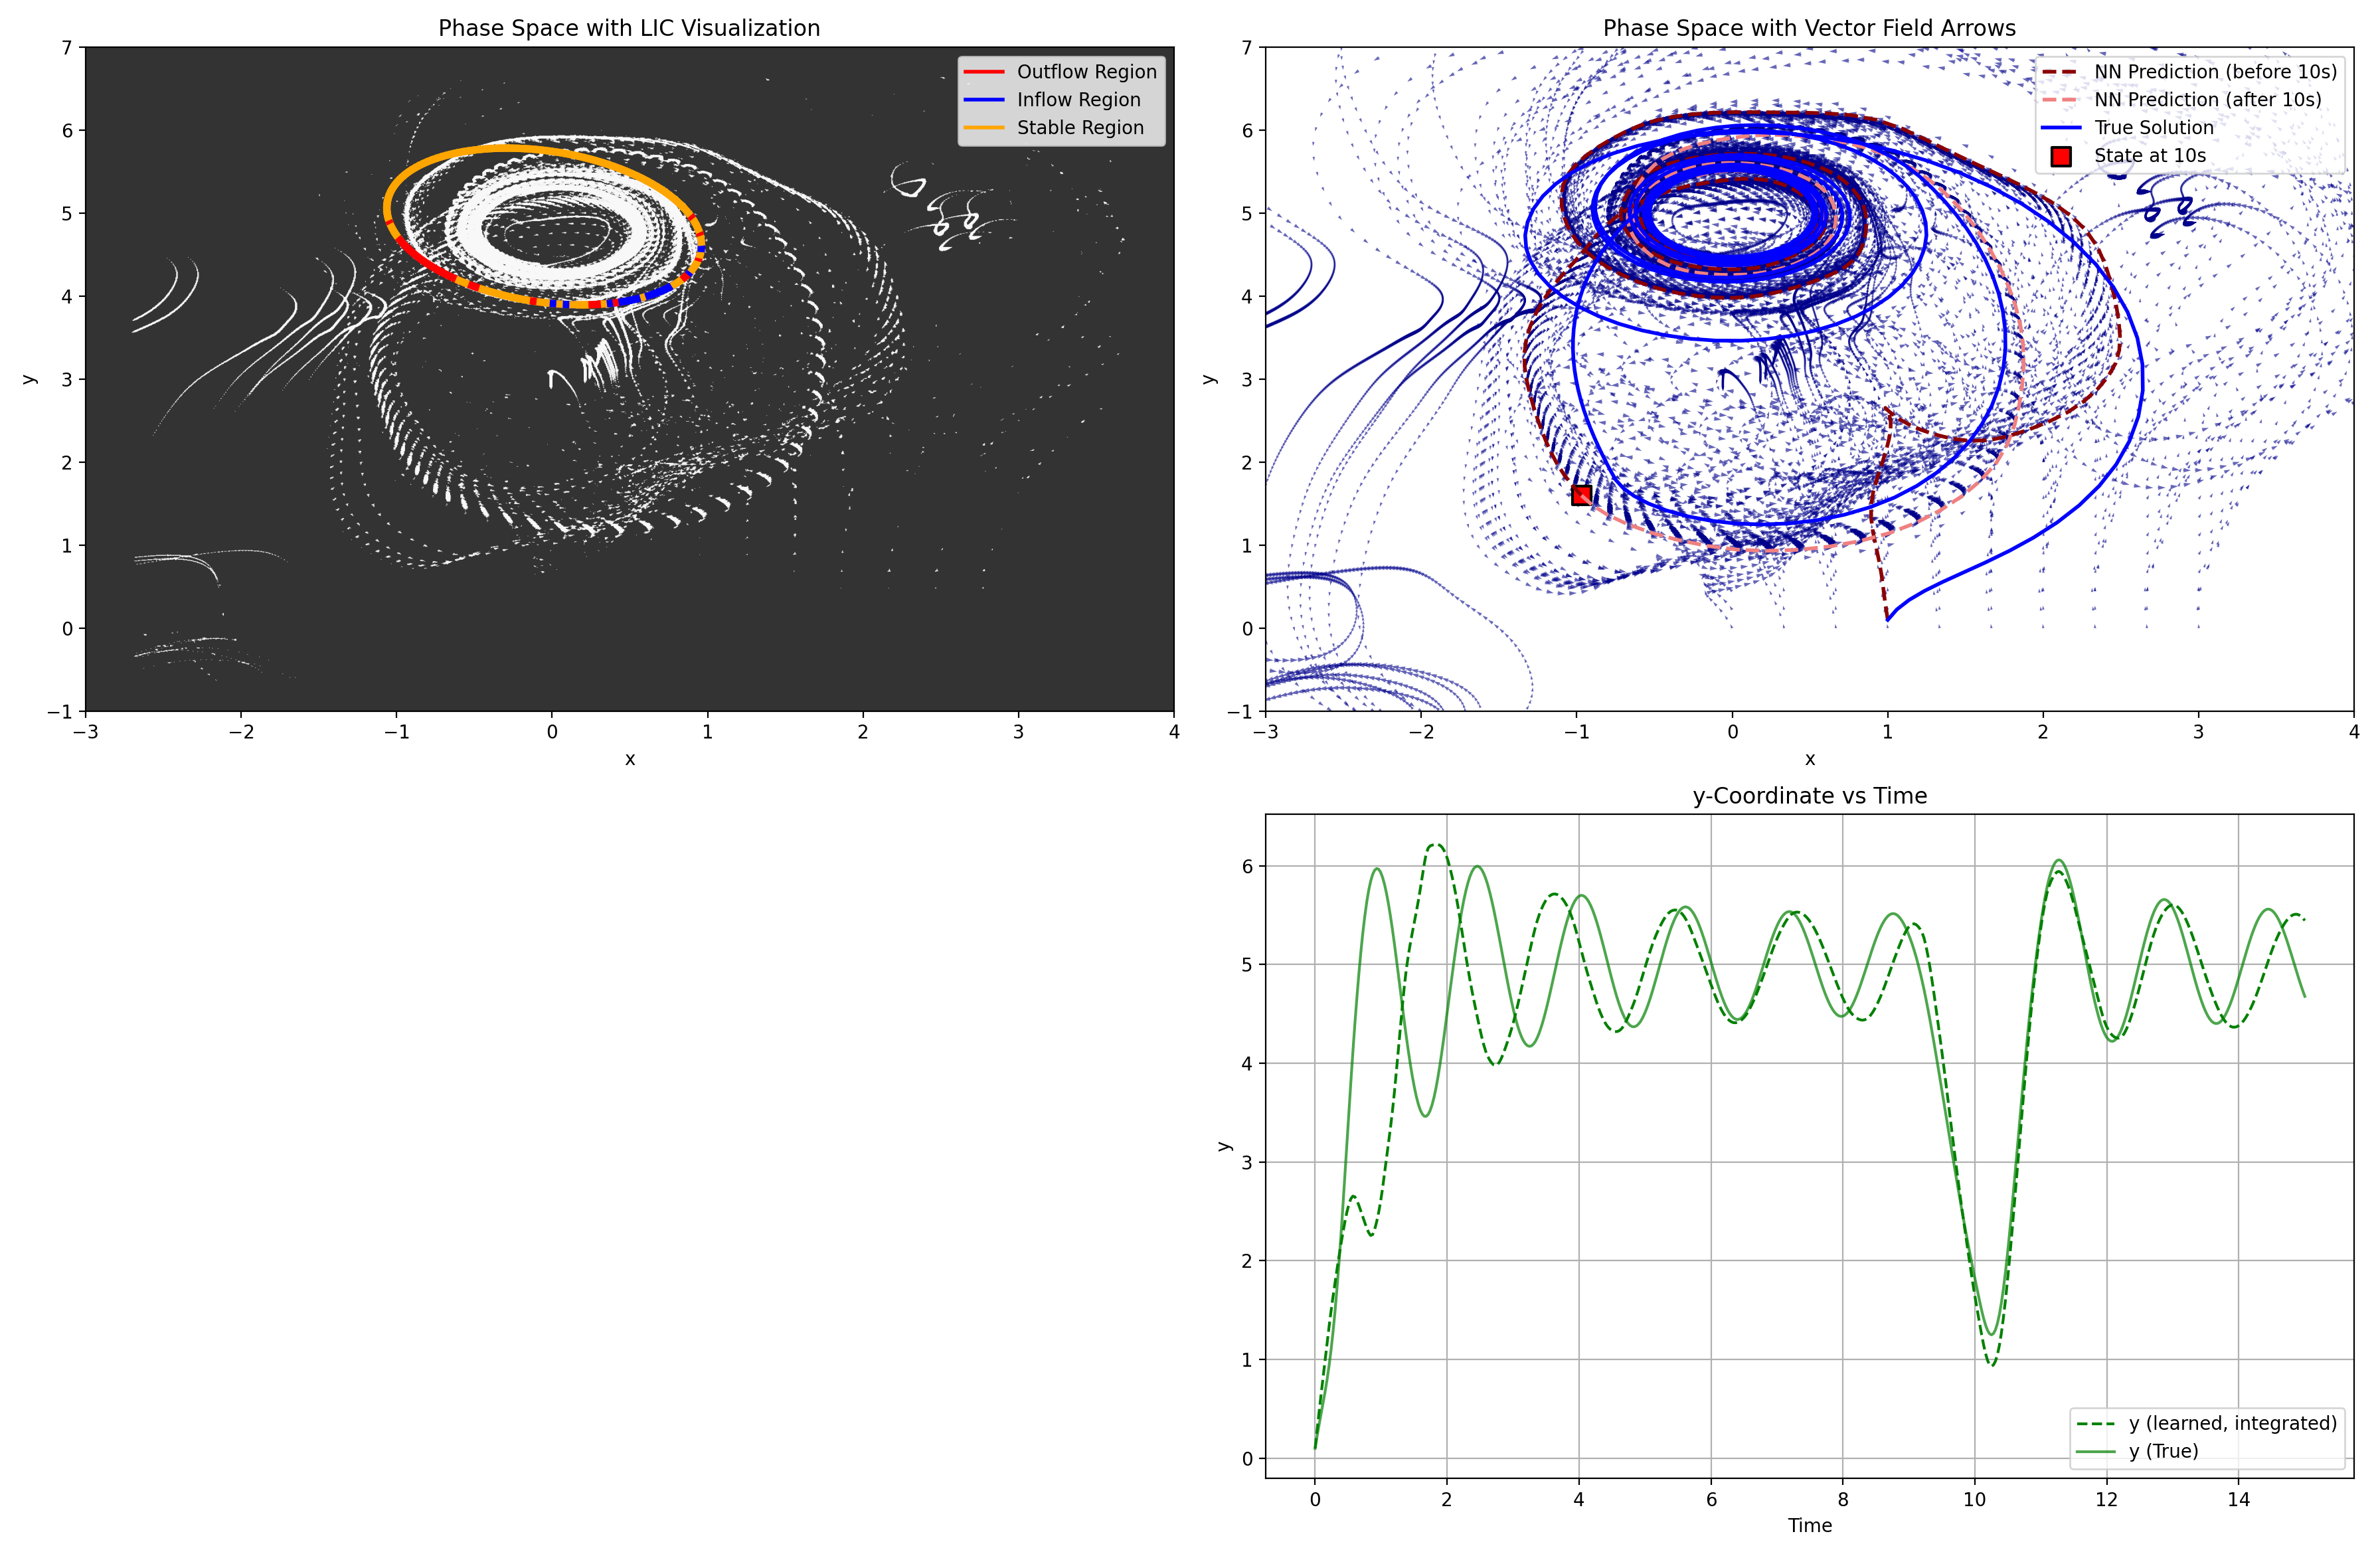 Phase Space with LIC Visualization
7
6
5
4
3
2
1
0
−1
y
−3
−2
−1
0
1
2
3
4
x
Outflow Region
Inflow Region
Stable Region
Phase Space with Vector Field Arrows
7
6
5
4
3
2
1
0
−1
y
−3
−2
−1
0
1
2
3
4
x
NN Prediction (before 10s)
NN Prediction (after 10s)
True Solution
State at 10s
y-Coordinate vs Time
6
5
4
3
2
1
0
y
0
2
4
6
8
10
12
14
Time
y (learned, integrated)
y (True)